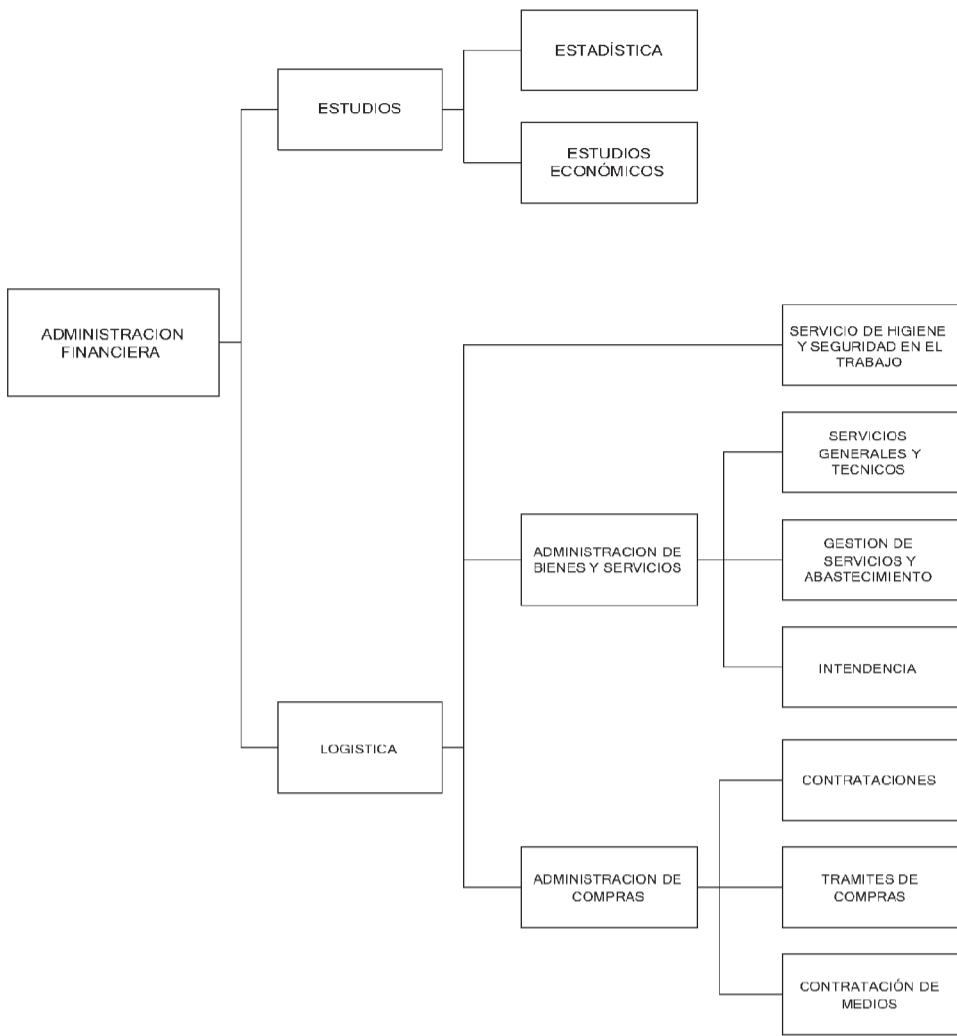 ESTADÍSTICA
ESTUDIOS
ESTUDIOS
ECONÓMICOS
ADMINISTRACION
FINANCIERA
SERVICIO DE HIGIENE
Y SEGURIDAD EN EL
TRABAJO
SERVICIOS
GENERALES Y
TECNICOS
ADMINISTRACION DE
BIENES Y SERVICIOS
GESTION DE
SERVICIOS Y
ABASTECIMIENTO
INTENDENCIA
LOGISTICA
CONTRATACIONES
ADMINISTRACION DE
COMPRAS
TRAMITES DE
COMPRAS
CONTRATACIÓN DE
MEDIOS